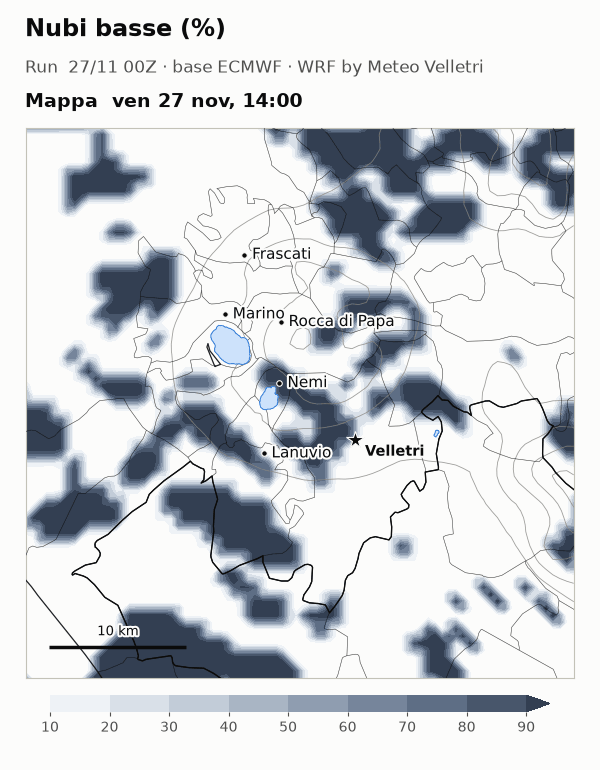 Nubi basse (%)
Run  27/11 00Z · base ECMWF · WRF by Meteo Velletri
Mappa  ven 27 nov, 14:00
Frascati
Marino
Rocca di Papa
Nemi
Velletri
Lanuvio
10 km
10 20 30 40 50 60 70 80 90